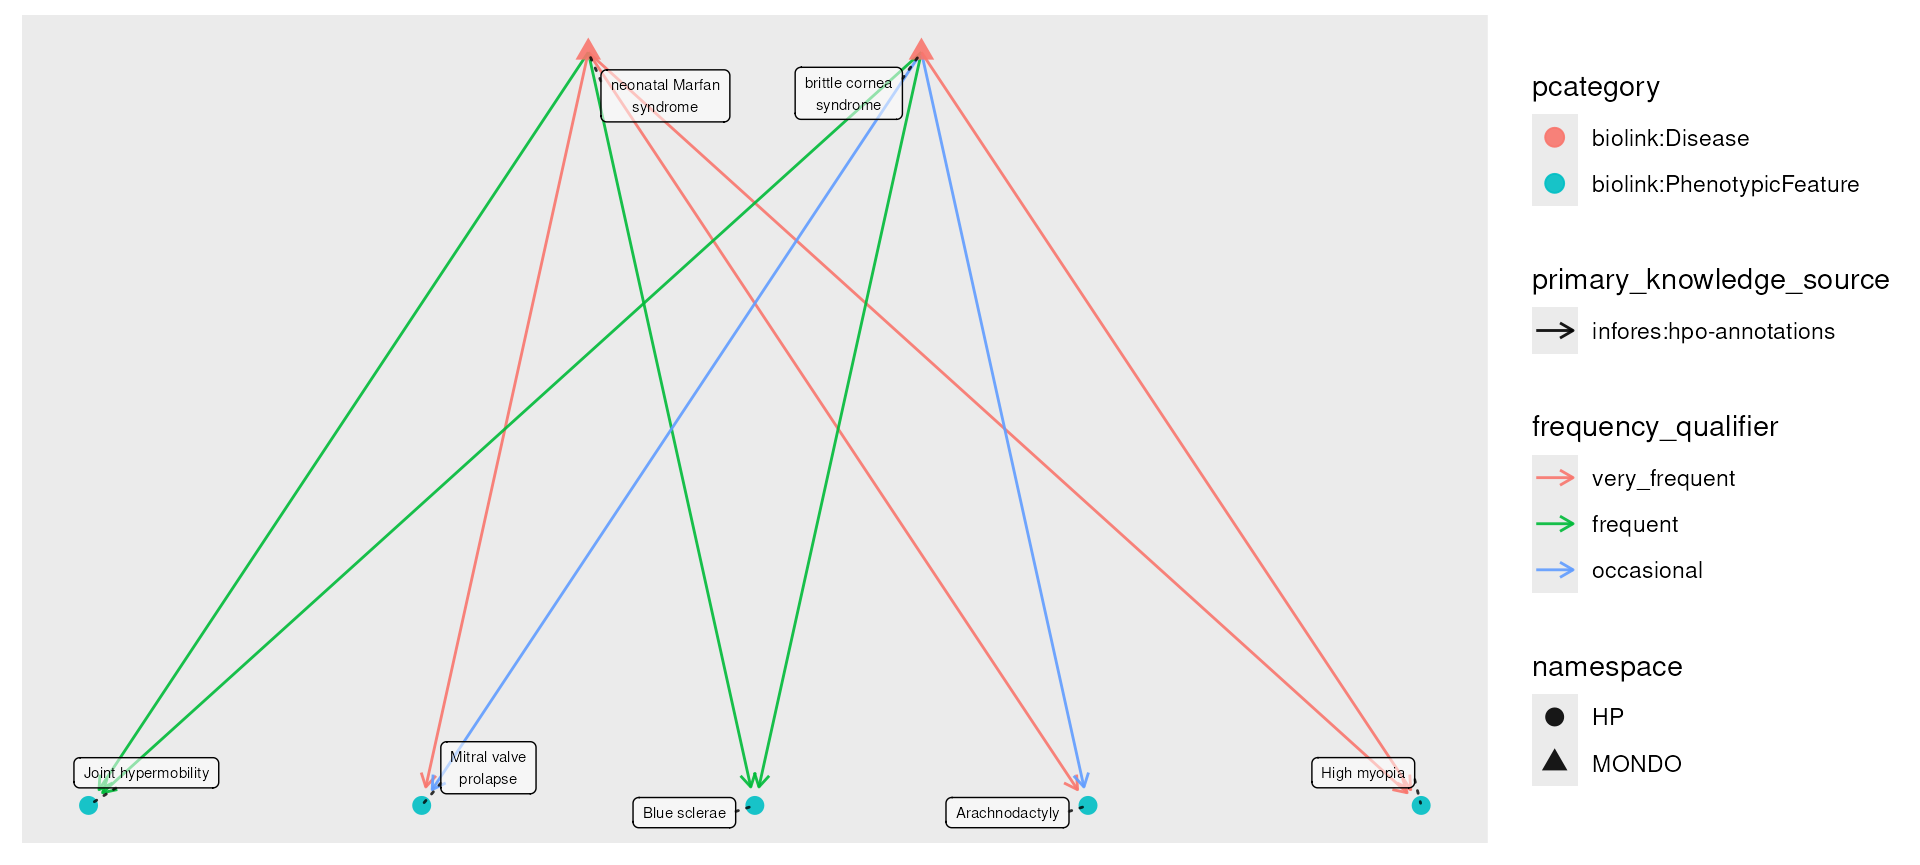 neonatal Marfan
syndrome
brittle cornea
syndrome
Joint hypermobility
Mitral valve
prolapse
Blue sclerae
Arachnodactyly
High myopia
pcategory
biolink:Disease
biolink:PhenotypicFeature
primary_knowledge_source
infores:hpo-annotations
frequency_qualifier
very_frequent
frequent
occasional
namespace
HP
MONDO